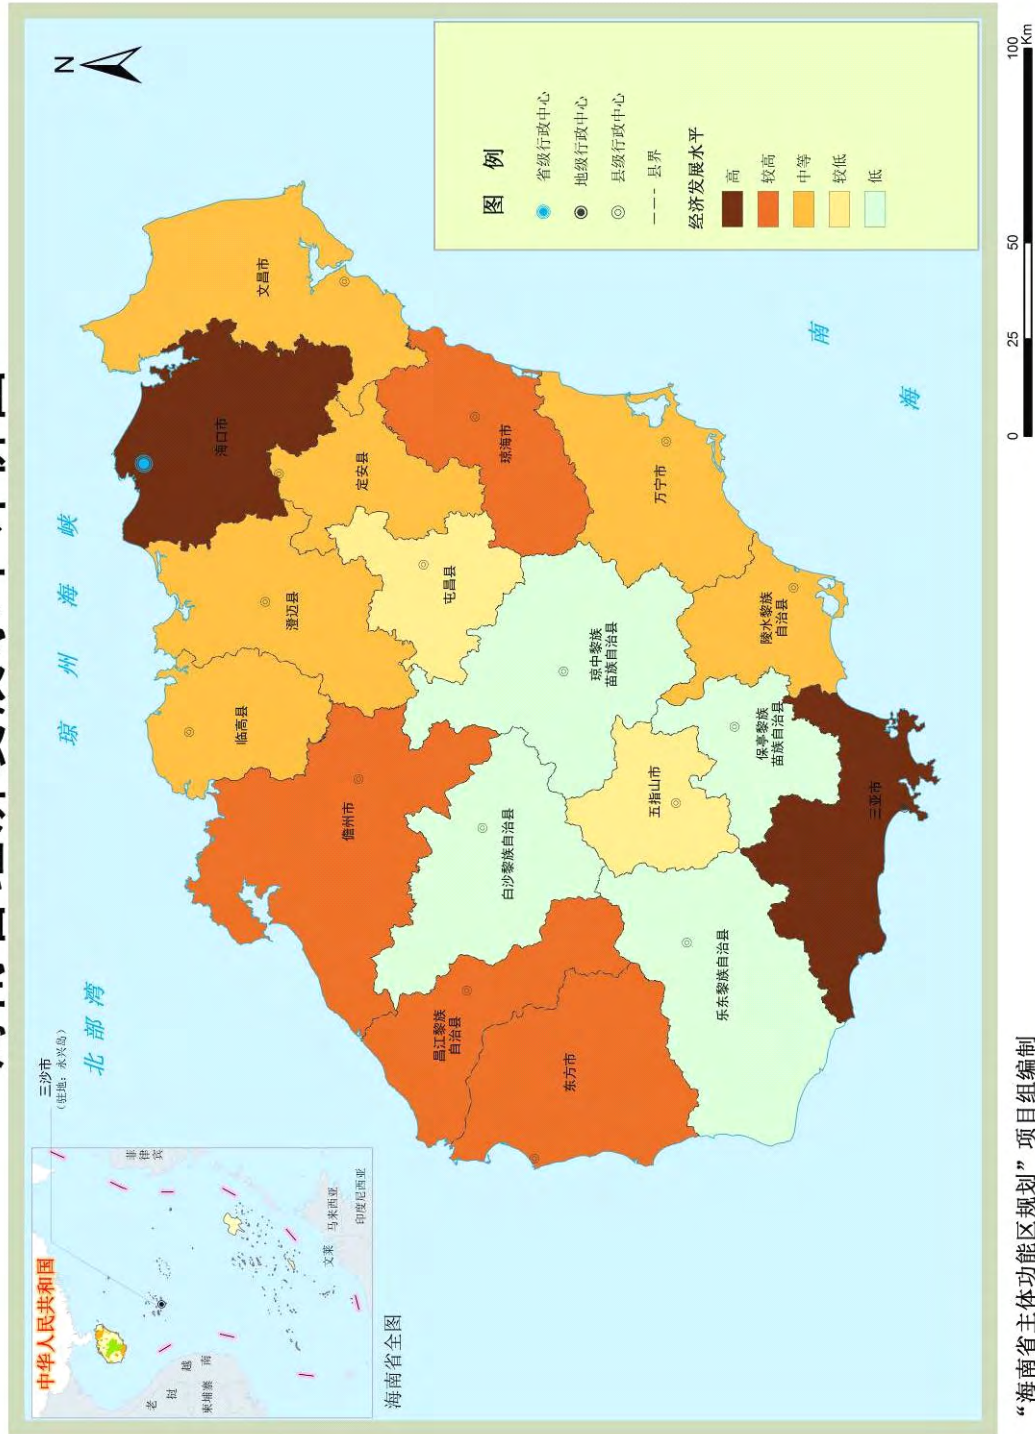 N
图 例
省级行政中心
地级行政中心
县级行政中心
县界
经济发展水平
高
较高
中等
较低
低
琼州海峡
北部湾
南
海
文昌市
海口市
定安县
琼海市
澄迈县
临高县
屯昌县
万宁市
儋州市
琼中黎族
苗族自治县
陵水黎族
自治县
白沙黎族自治县
五指山市
保亭黎族
苗族自治县
昌江黎族
自治县
东方市
乐东黎族自治县
三亚市
三沙市
(驻地: 永兴岛)
中华人民共和国
老
挝
越
南
柬埔寨
菲
律
宾
文莱
马来西亚
印度尼西亚
海南省全图
0 25 50 100
Km
“海南省主体功能区规划”项目组编制